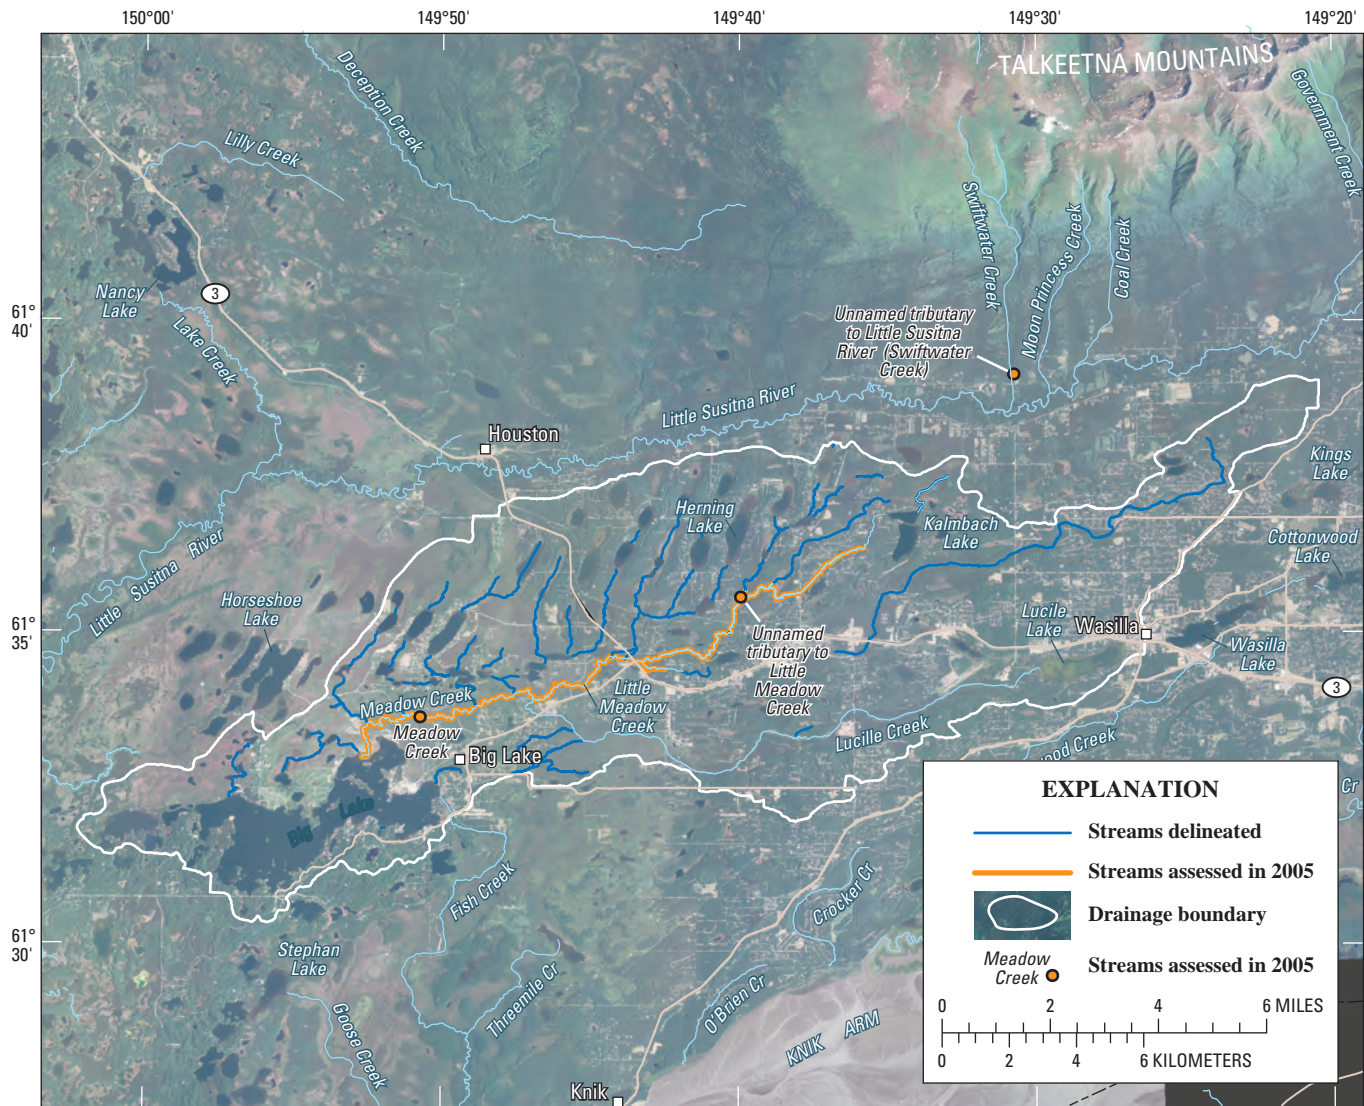 150°00'
149°50'
149°40'
149°30'
149°20'
TALKEETNA MOUNTAINS
Deception Creek
Government Creek
Lilly Creek
Swiftwater Creek
Moon Princess Creek
Coal Creek
Nancy
Lake
3
61°
40'
Lake Creek
Unnamed tributary
to Little Susitna
River (Swiftwater
Creek)
Little Susitna River
Houston
Kings
Lake
Herning
Lake
Kalmbach
Lake
Cottonwood
Lake
Little Susitna River
Horseshoe
Lake
61°
35'
Lucile
Lake
Wasilla
Wasilla
Lake
Unnamed
tributary to
Little
Meadow
Creek
3
Meadow Creek
Little
Meadow
Creek
Meadow
Creek
Lucille Creek
ood Creek
Big Lake
Big Lake
Cr
Fish Creek
Crocker Cr
61°
30'
Stephan
Lake
Threemile Cr
O'Brien Cr
Goose Creek
KNIK ARM
Knik
EXPLANATION
Streams delineated
Streams assessed in 2005
Drainage boundary
Meadow
Creek
Streams assessed in 2005
0 2 4 6 MILES
0 2 4 6 KILOMETERS